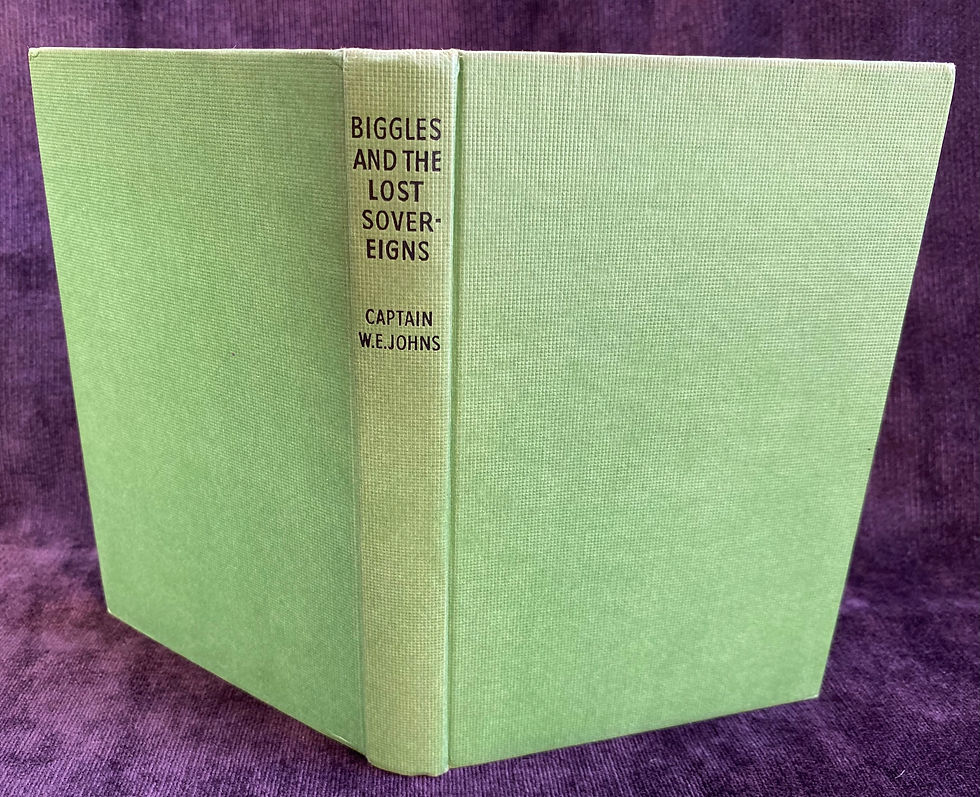 BIGGLES
AND THE
LOST
SOVER-
EIGNS
CAPTAIN
W.E.JOHNS